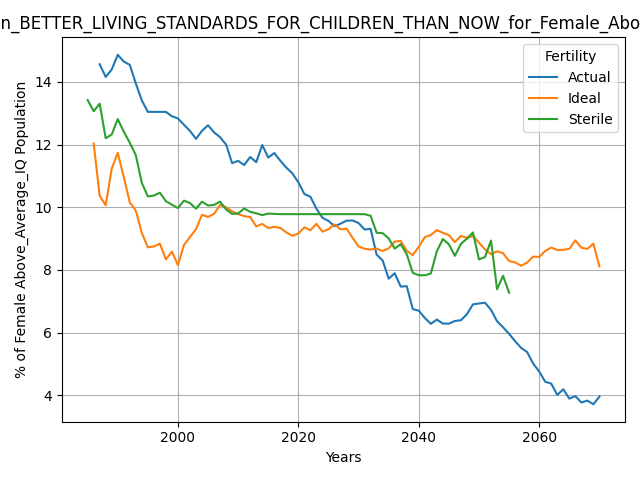 n_BETTER_LIVING_STANDARDS_FOR_CHILDREN_THAN_NOW_for_Female_Abo
Fertility
Actual
Ideal
Sterile
% of Female Above_Average_IQ Population
14
12
10
8
6
4
2000
2020
2040
2060
Years